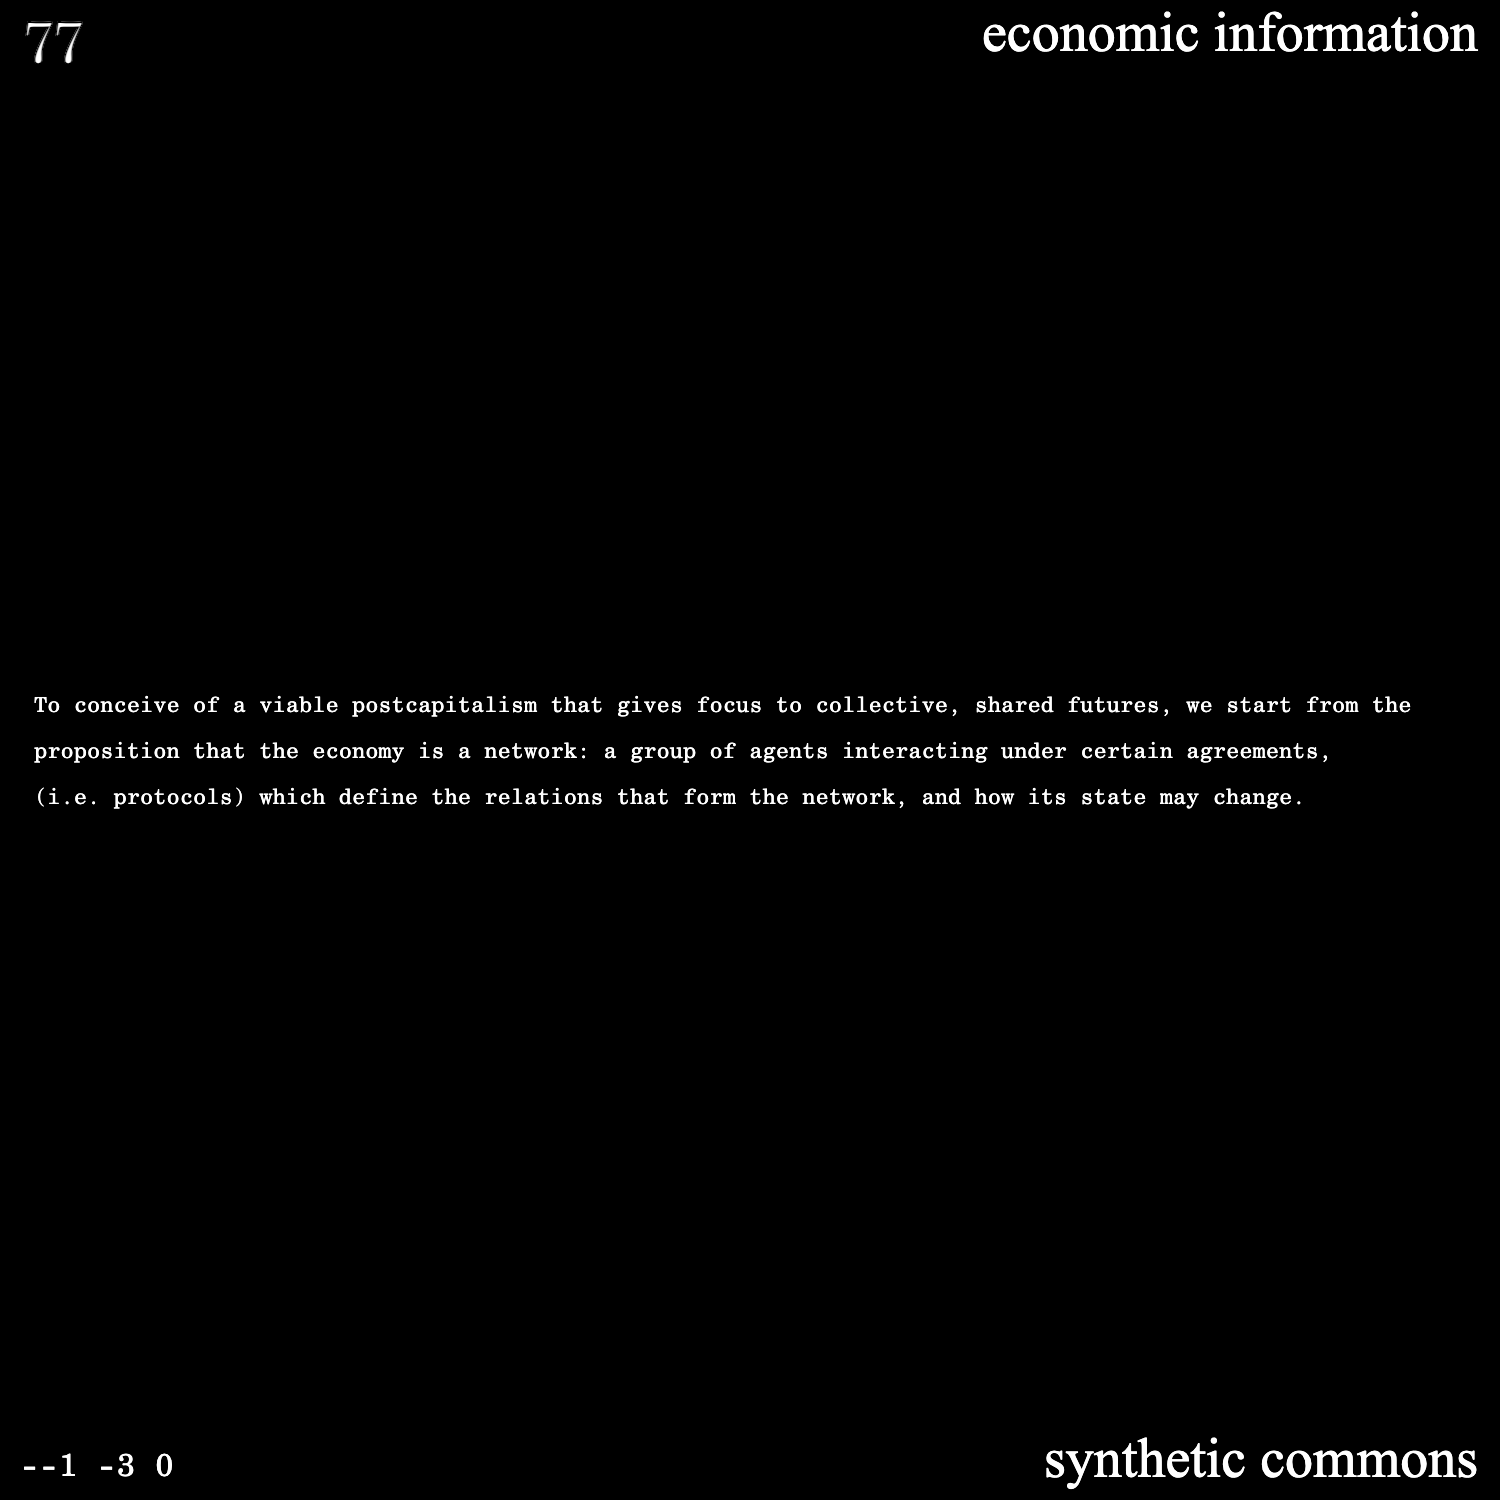 77
economic information
To conceive of a viable postcapitalism that gives focus to collective, shared futures, we start from the
proposition that the economy is a network: a group of agents interacting under certain agreements,
(i.e. protocols) which define the relations that form the network, and how its state may change.
--1 -3 0
synthetic commons